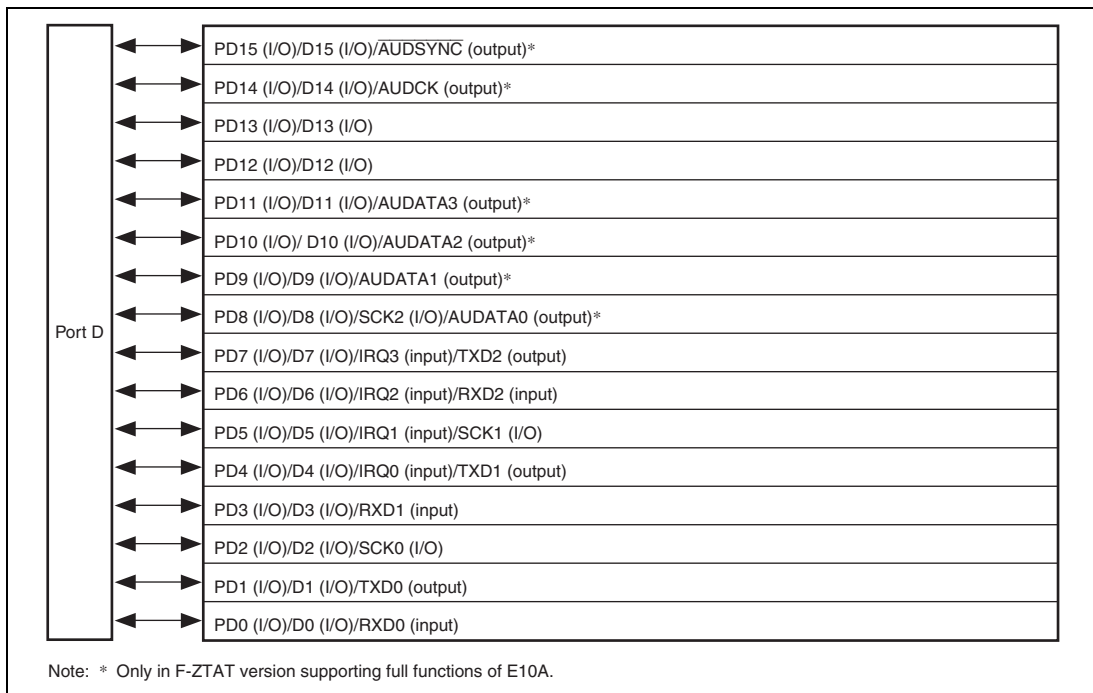 PD15 (I/O)/D15 (I/O)/A̅U̅D̅S̅Y̅N̅C̅ (output)*
PD14 (I/O)/D14 (I/O)/AUDCK (output)*
PD13 (I/O)/D13 (I/O)
PD12 (I/O)/D12 (I/O)
PD11 (I/O)/D11 (I/O)/AUDATA3 (output)*
PD10 (I/O)/ D10 (I/O)/AUDATA2 (output)*
PD9 (I/O)/D9 (I/O)/AUDATA1 (output)*
Port D
PD8 (I/O)/D8 (I/O)/SCK2 (I/O)/AUDATA0 (output)*
PD7 (I/O)/D7 (I/O)/IRQ3 (input)/TXD2 (output)
PD6 (I/O)/D6 (I/O)/IRQ2 (input)/RXD2 (input)
PD5 (I/O)/D5 (I/O)/IRQ1 (input)/SCK1 (I/O)
PD4 (I/O)/D4 (I/O)/IRQ0 (input)/TXD1 (output)
PD3 (I/O)/D3 (I/O)/RXD1 (input)
PD2 (I/O)/D2 (I/O)/SCK0 (I/O)
PD1 (I/O)/D1 (I/O)/TXD0 (output)
PD0 (I/O)/D0 (I/O)/RXD0 (input)
Note: * Only in F-ZTAT version supporting full functions of E10A.